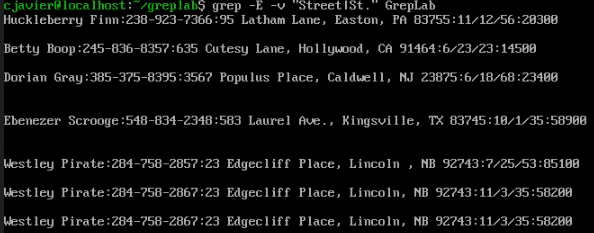 cjavier@localhost:~/greplab$ grep -E -v "Street|St." GrepLab
Huckleberry Finn:238-923-7366:95 Latham Lane, Easton, PA 83755:11/12/56:20300
Betty Boop:245-836-8357:635 Cutesy Lane, Hollywood, CA 91464:6/23/23:14500
Dorian Gray:385-375-8395:3567 Populus Place, Caldwell, NJ 23875:6/18/68:23400
Ebenezer Scrooge:548-834-2348:583 Laurel Ave., Kingsville, TX 83745:10/1/35:58900
Westley Pirate:284-758-2857:23 Edgecliff Place, Lincoln , NB 92743:7/25/53:85100
Westley Pirate:284-758-2867:23 Edgecliff Place, Lincoln, NB 92743:11/3/35:58200
Westley Pirate:284-758-2867:23 Edgecliff Place, Lincoln, NB 92743:11/3/35:58200